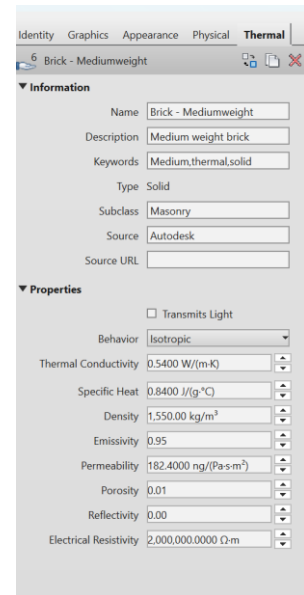 Identity Graphics Appearance Physical Thermal
6 Brick - Mediumweight
Information
Name Brick - Mediumweight
Description Medium weight brick
Keywords Medium,thermal,solid
Type Solid
Subclass Masonry
Source Autodesk
Source URL
Properties
Transmits Light
Behavior Isotropic
Thermal Conductivity 0.5400 W/(m·K)
Specific Heat 0.8400 J/(g·°C)
Density 1,550.00 kg/m³
Emissivity 0.95
Permeability 182.4000 ng/(Pa·s·m²)
Porosity 0.01
Reflectivity 0.00
Electrical Resistivity 2,000,000.0000 Ω·m